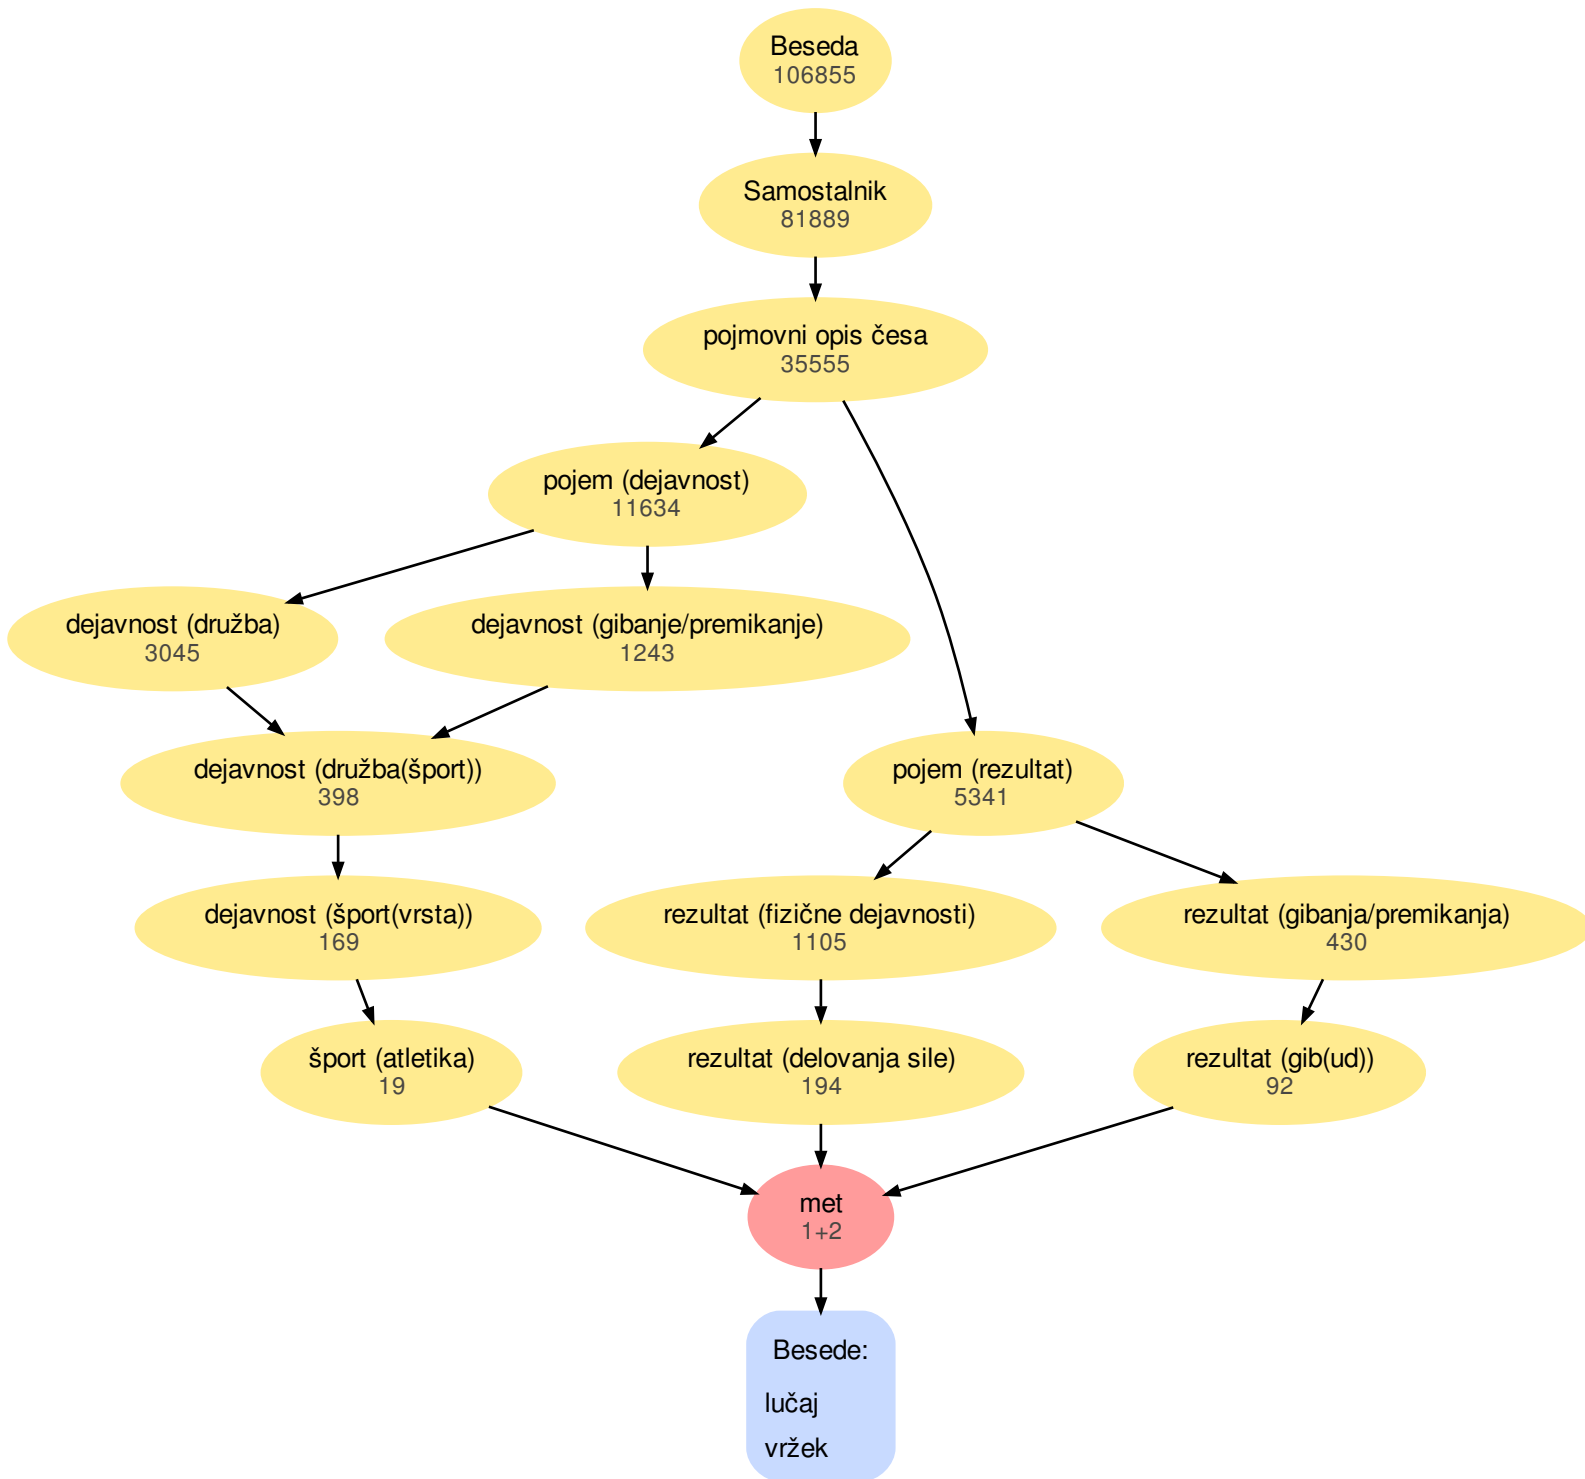 Beseda
106855
Samostalnik
81889
pojmovni opis česa
35555
pojem (dejavnost)
11634
dejavnost (družba)
3045
dejavnost (gibanje/premikanje)
1243
dejavnost (družba(šport))
398
pojem (rezultat)
5341
dejavnost (šport(vrsta))
169
rezultat (fizične dejavnosti)
1105
rezultat (gibanja/premikanja)
430
šport (atletika)
19
rezultat (delovanja sile)
194
rezultat (gib(ud))
92
met
1+2
Besede:
lučaj
vržek